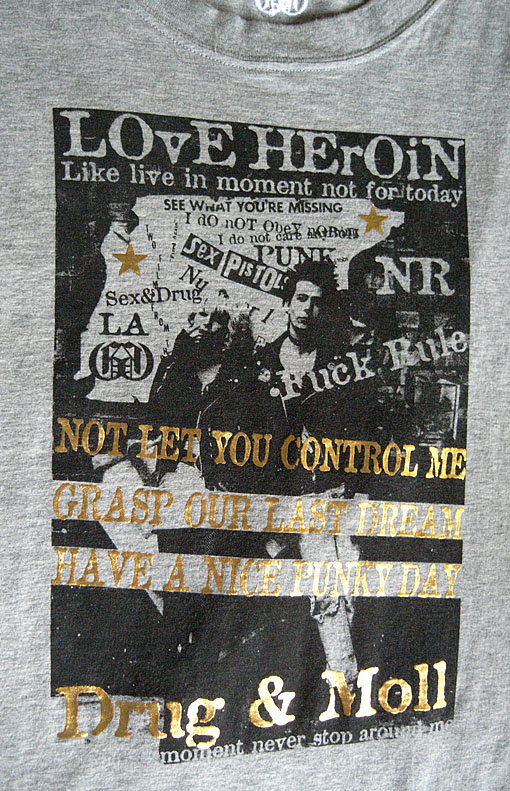 LOvE HErOiN
Like live in moment not for today
SEE WHAT YOU'RE MISSING
I dO nOT ObeY nOBOdY
I do not care
PUNK
SEX PISTOLS
NR
Ny
Sex&Drug
LA
Fuck Rule
NOT LET YOU CONTROL ME
GRASP OUR LAST DREAM
HAVE A NICE PUNKY DAY
Drug & Moll
moment never stop around me